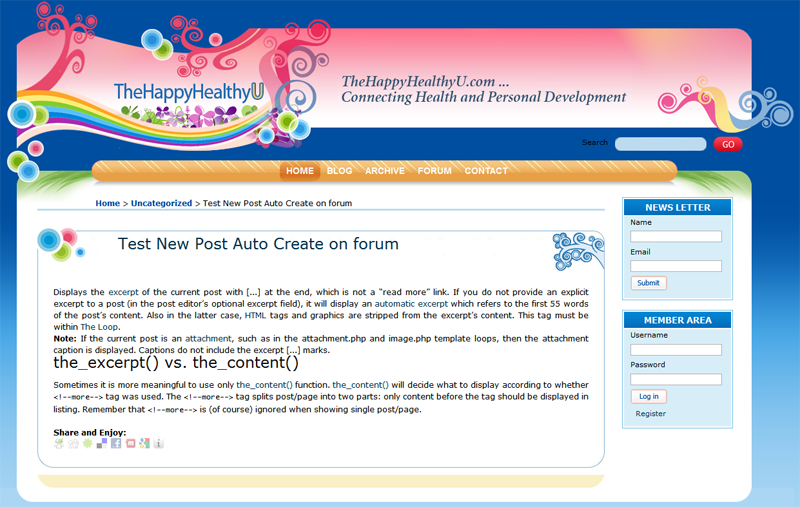 TheHappyHealthyU
TheHappyHealthyU.com ...
Connecting Health and Personal Development
Search
GO
HOME BLOG ARCHIVE FORUM CONTACT
Home > Uncategorized > Test New Post Auto Create on forum
Test New Post Auto Create on forum
Displays the excerpt of the current post with [...] at the end, which is not a "read more" link. If you do not provide an explicit
excerpt to a post (in the post editor's optional excerpt field), it will display an automatic excerpt which refers to the first 55 words
of the post's content. Also in the latter case, HTML tags and graphics are stripped from the excerpt's content. This tag must be
within The Loop.
Note: If the current post is an attachment, such as in the attachment.php and image.php template loops, then the attachment
caption is displayed. Captions do not include the excerpt [...] marks.
the_excerpt() vs. the_content()
Sometimes it is more meaningful to use only the_content() function. the_content() will decide what to display according to whether
<!--more--> tag was used. The <!--more--> tag splits post/page into two parts: only content before the tag should be displayed in
listing. Remember that <!--more--> is (of course) ignored when showing single post/page.
Share and Enjoy:
NEWS LETTER
Name
Email
Submit
MEMBER AREA
Username
Password
Log in
Register